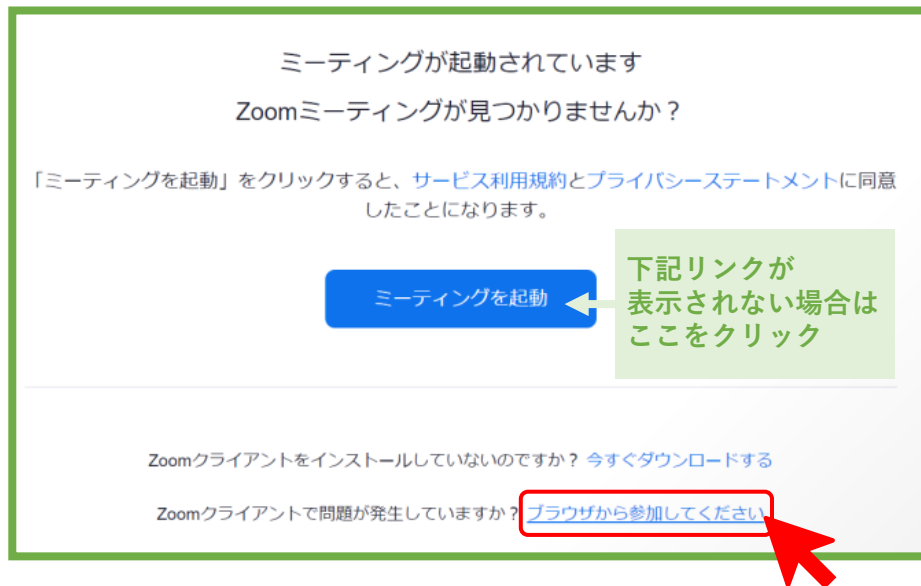 ミーティングが起動されています
Zoomミーティングが見つかりませんか？
「ミーティングを起動」をクリックすると、サービス利用規約とプライバシーステートメントに同意
したことになります。
ミーティングを起動
下記リンクが
表示されない場合は
ここをクリック
Zoomクライアントをインストールしていないのですか？ 今すぐダウンロードする
Zoomクライアントで問題が発生していますか？ ブラウザから参加してください